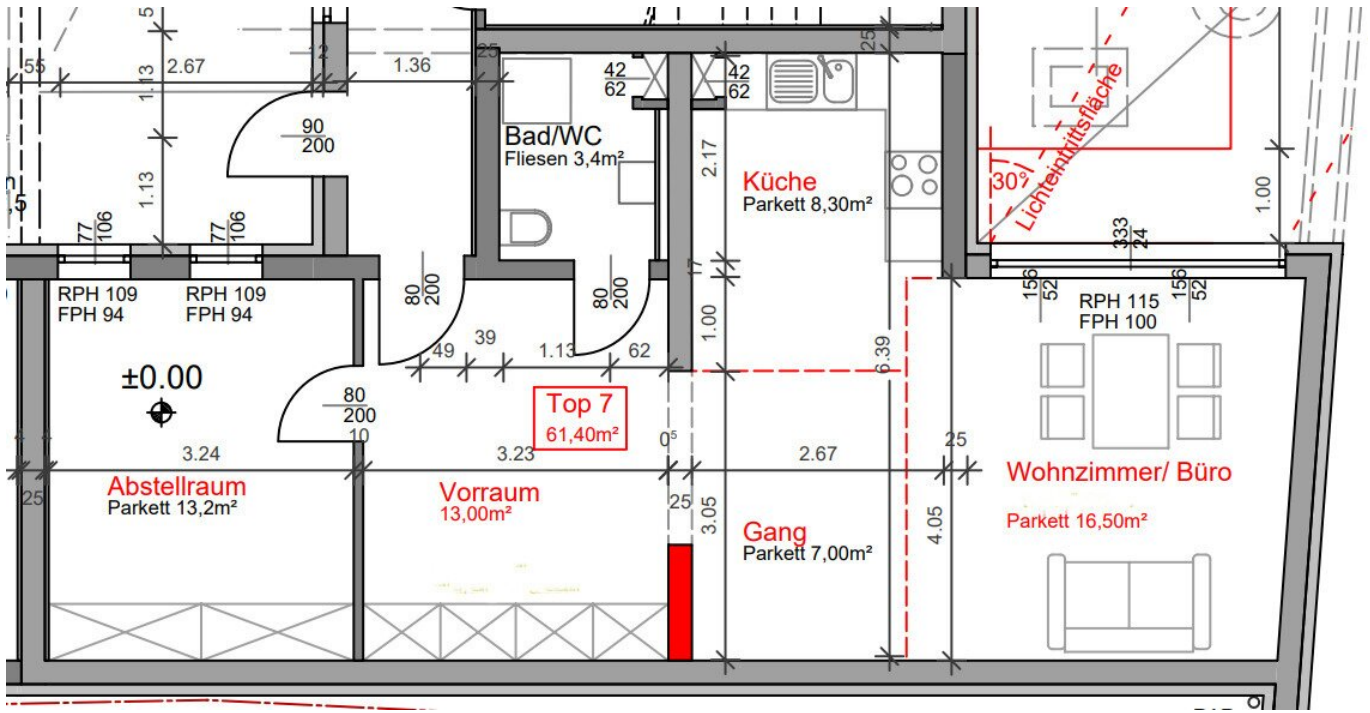 5
55
2.67
12
1.36
25
25
1.13
1.13
90
200
42
62
42
62
Bad/WC
Fliesen 3,4m²
2.17
Küche
Parkett 8,30m²
30°
Lichteintrittsfläche
1.00
,5
77
106
77
106
333
24
17
RPH 109
FPH 94
RPH 109
FPH 94
80
200
80
200
156
52
RPH 115
FPH 100
156
52
1.00
49
39
1.13
62
6.39
±0.00
80
200
10
Top 7
61,40m²
3.24
3.23
0⁵
2.67
25
25
25
Abstellraum
Parkett 13,2m²
Vorraum
13,00m²
3.05
Gang
Parkett 7,00m²
4.05
Wohnzimmer/ Büro
Parkett 16,50m²